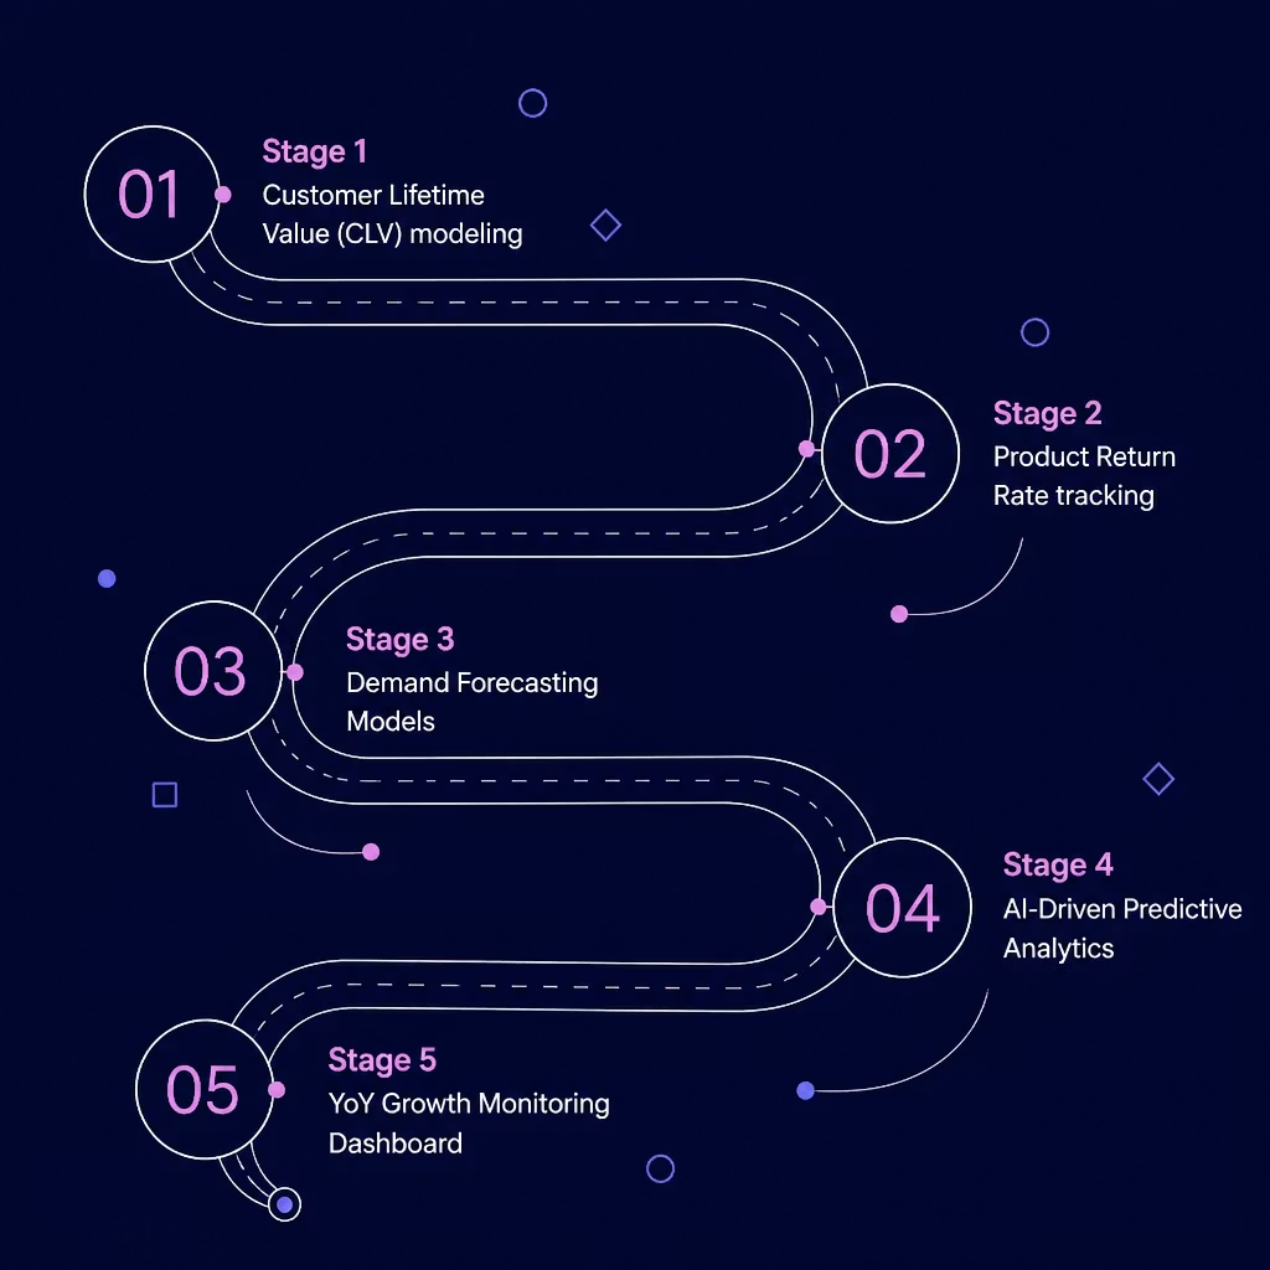 01
Stage 1
Customer Lifetime
Value (CLV) modeling
02
Stage 2
Product Return
Rate tracking
03
Stage 3
Demand Forecasting
Models
04
Stage 4
AI-Driven Predictive
Analytics
05
Stage 5
YoY Growth Monitoring
Dashboard